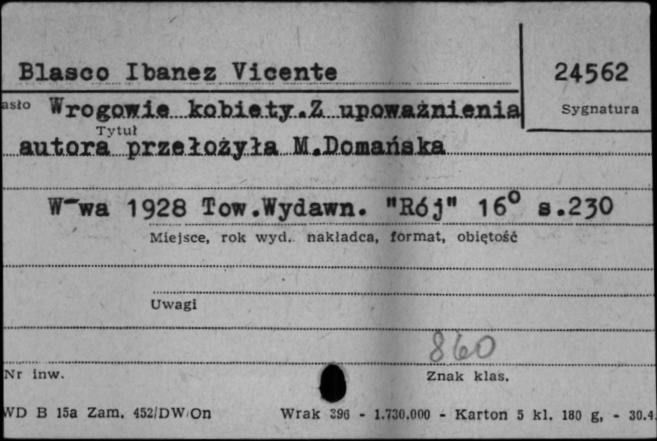 Blasco Ibanez Vicente
24562
asło Wrogowie kobiety.Z upoważnienia
Sygnatura
Tytuł
autora przełożyła M.Domańska
W-wa 1928 Tow.Wydawn. "Rój" 16° s.230
Miejsce, rok wyd. nakładca, format, objętość
Uwagi
860
Nr inw.
Znak klas.
WD B 15a Zam. 452/DW/On Wrak 396 - 1.730.000 - Karton 5 kl. 180 g, - 30.4.